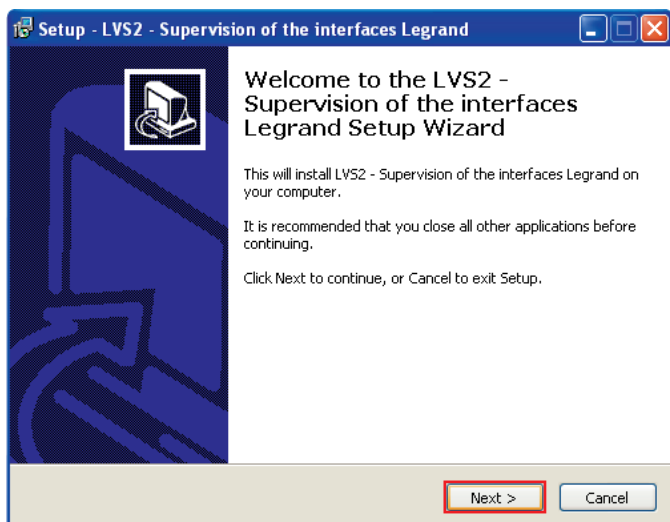 Setup - LVS2 - Supervision of the interfaces Legrand
Welcome to the LVS2 -
Supervision of the interfaces
Legrand Setup Wizard
This will install LVS2 - Supervision of the interfaces Legrand on
your computer.
It is recommended that you close all other applications before
continuing.
Click Next to continue, or Cancel to exit Setup.
Next >
Cancel